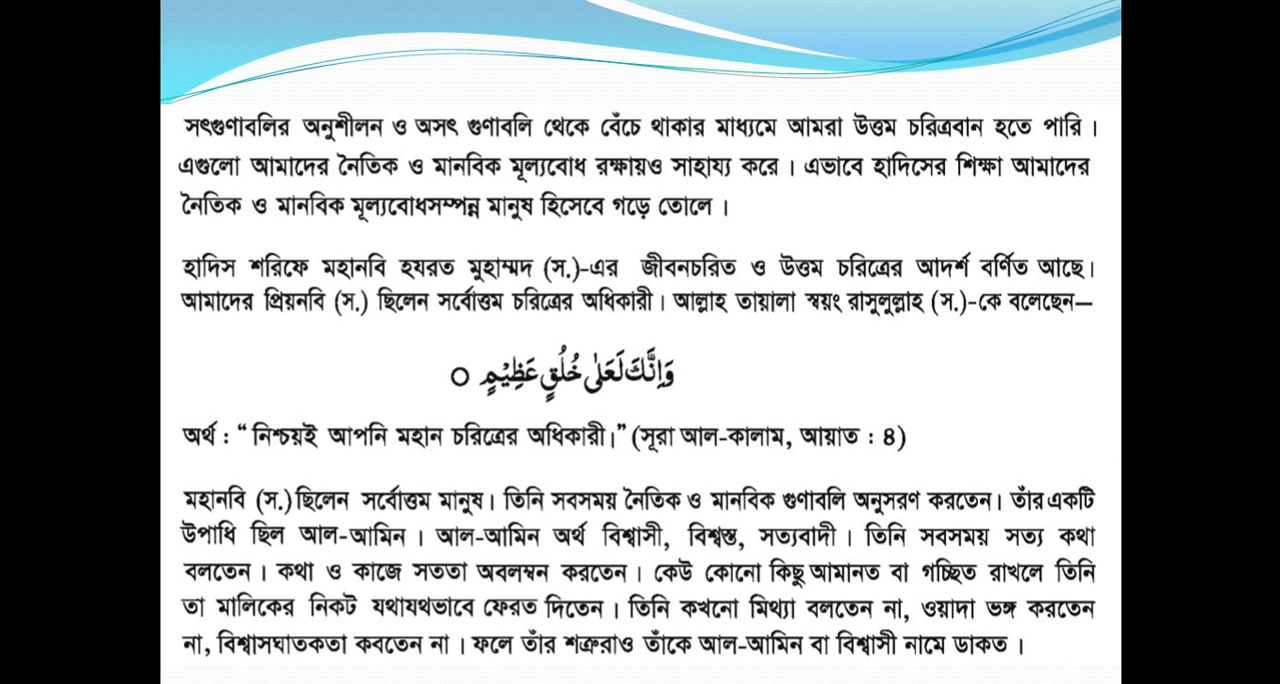 সৎগুণাবলির অনুশীলন ও অসৎ গুণাবলি থেকে বেঁচে থাকার মাধ্যমে আমরা উত্তম চরিত্রবান হতে পারি।
এগুলো আমাদের নৈতিক ও মানবিক মূল্যবোধ রক্ষায়ও সাহায্য করে। এভাবে হাদিসের শিক্ষা আমাদের
নৈতিক ও মানবিক মূল্যবোধসম্পন্ন মানুষ হিসেবে গড়ে তোলে।
হাদিস শরিফে মহানবি হযরত মুহাম্মদ (স.)-এর জীবনচরিত ও উত্তম চরিত্রের আদর্শ বর্ণিত আছে।
আমাদের প্রিয়নবি (স.) ছিলেন সর্বোত্তম চরিত্রের অধিকারী। আল্লাহ তায়ালা স্বয়ং রাসুলুল্লাহ (স.)-কে বলেছেন—
وَاِنَّكَ لَعَلٰى خُلُقٍ عَظِيْمٍ ○
অর্থ : “ নিশ্চয়ই আপনি মহান চরিত্রের অধিকারী।” (সূরা আল-কালাম, আয়াত : ৪)
মহানবি (স.) ছিলেন সর্বোত্তম মানুষ। তিনি সবসময় নৈতিক ও মানবিক গুণাবলি অনুসরণ করতেন। তাঁর একটি
উপাধি ছিল আল-আমিন। আল-আমিন অর্থ বিশ্বাসী, বিশ্বস্ত, সত্যবাদী। তিনি সবসময় সত্য কথা
বলতেন। কথা ও কাজে সততা অবলম্বন করতেন। কেউ কোনো কিছু আমানত বা গচ্ছিত রাখলে তিনি
তা মালিকের নিকট যথাযথভাবে ফেরত দিতেন। তিনি কখনো মিথ্যা বলতেন না, ওয়াদা ভঙ্গ করতেন
না, বিশ্বাসঘাতকতা কবতেন না। ফলে তাঁর শত্রুরাও তাঁকে আল-আমিন বা বিশ্বাসী নামে ডাকত।